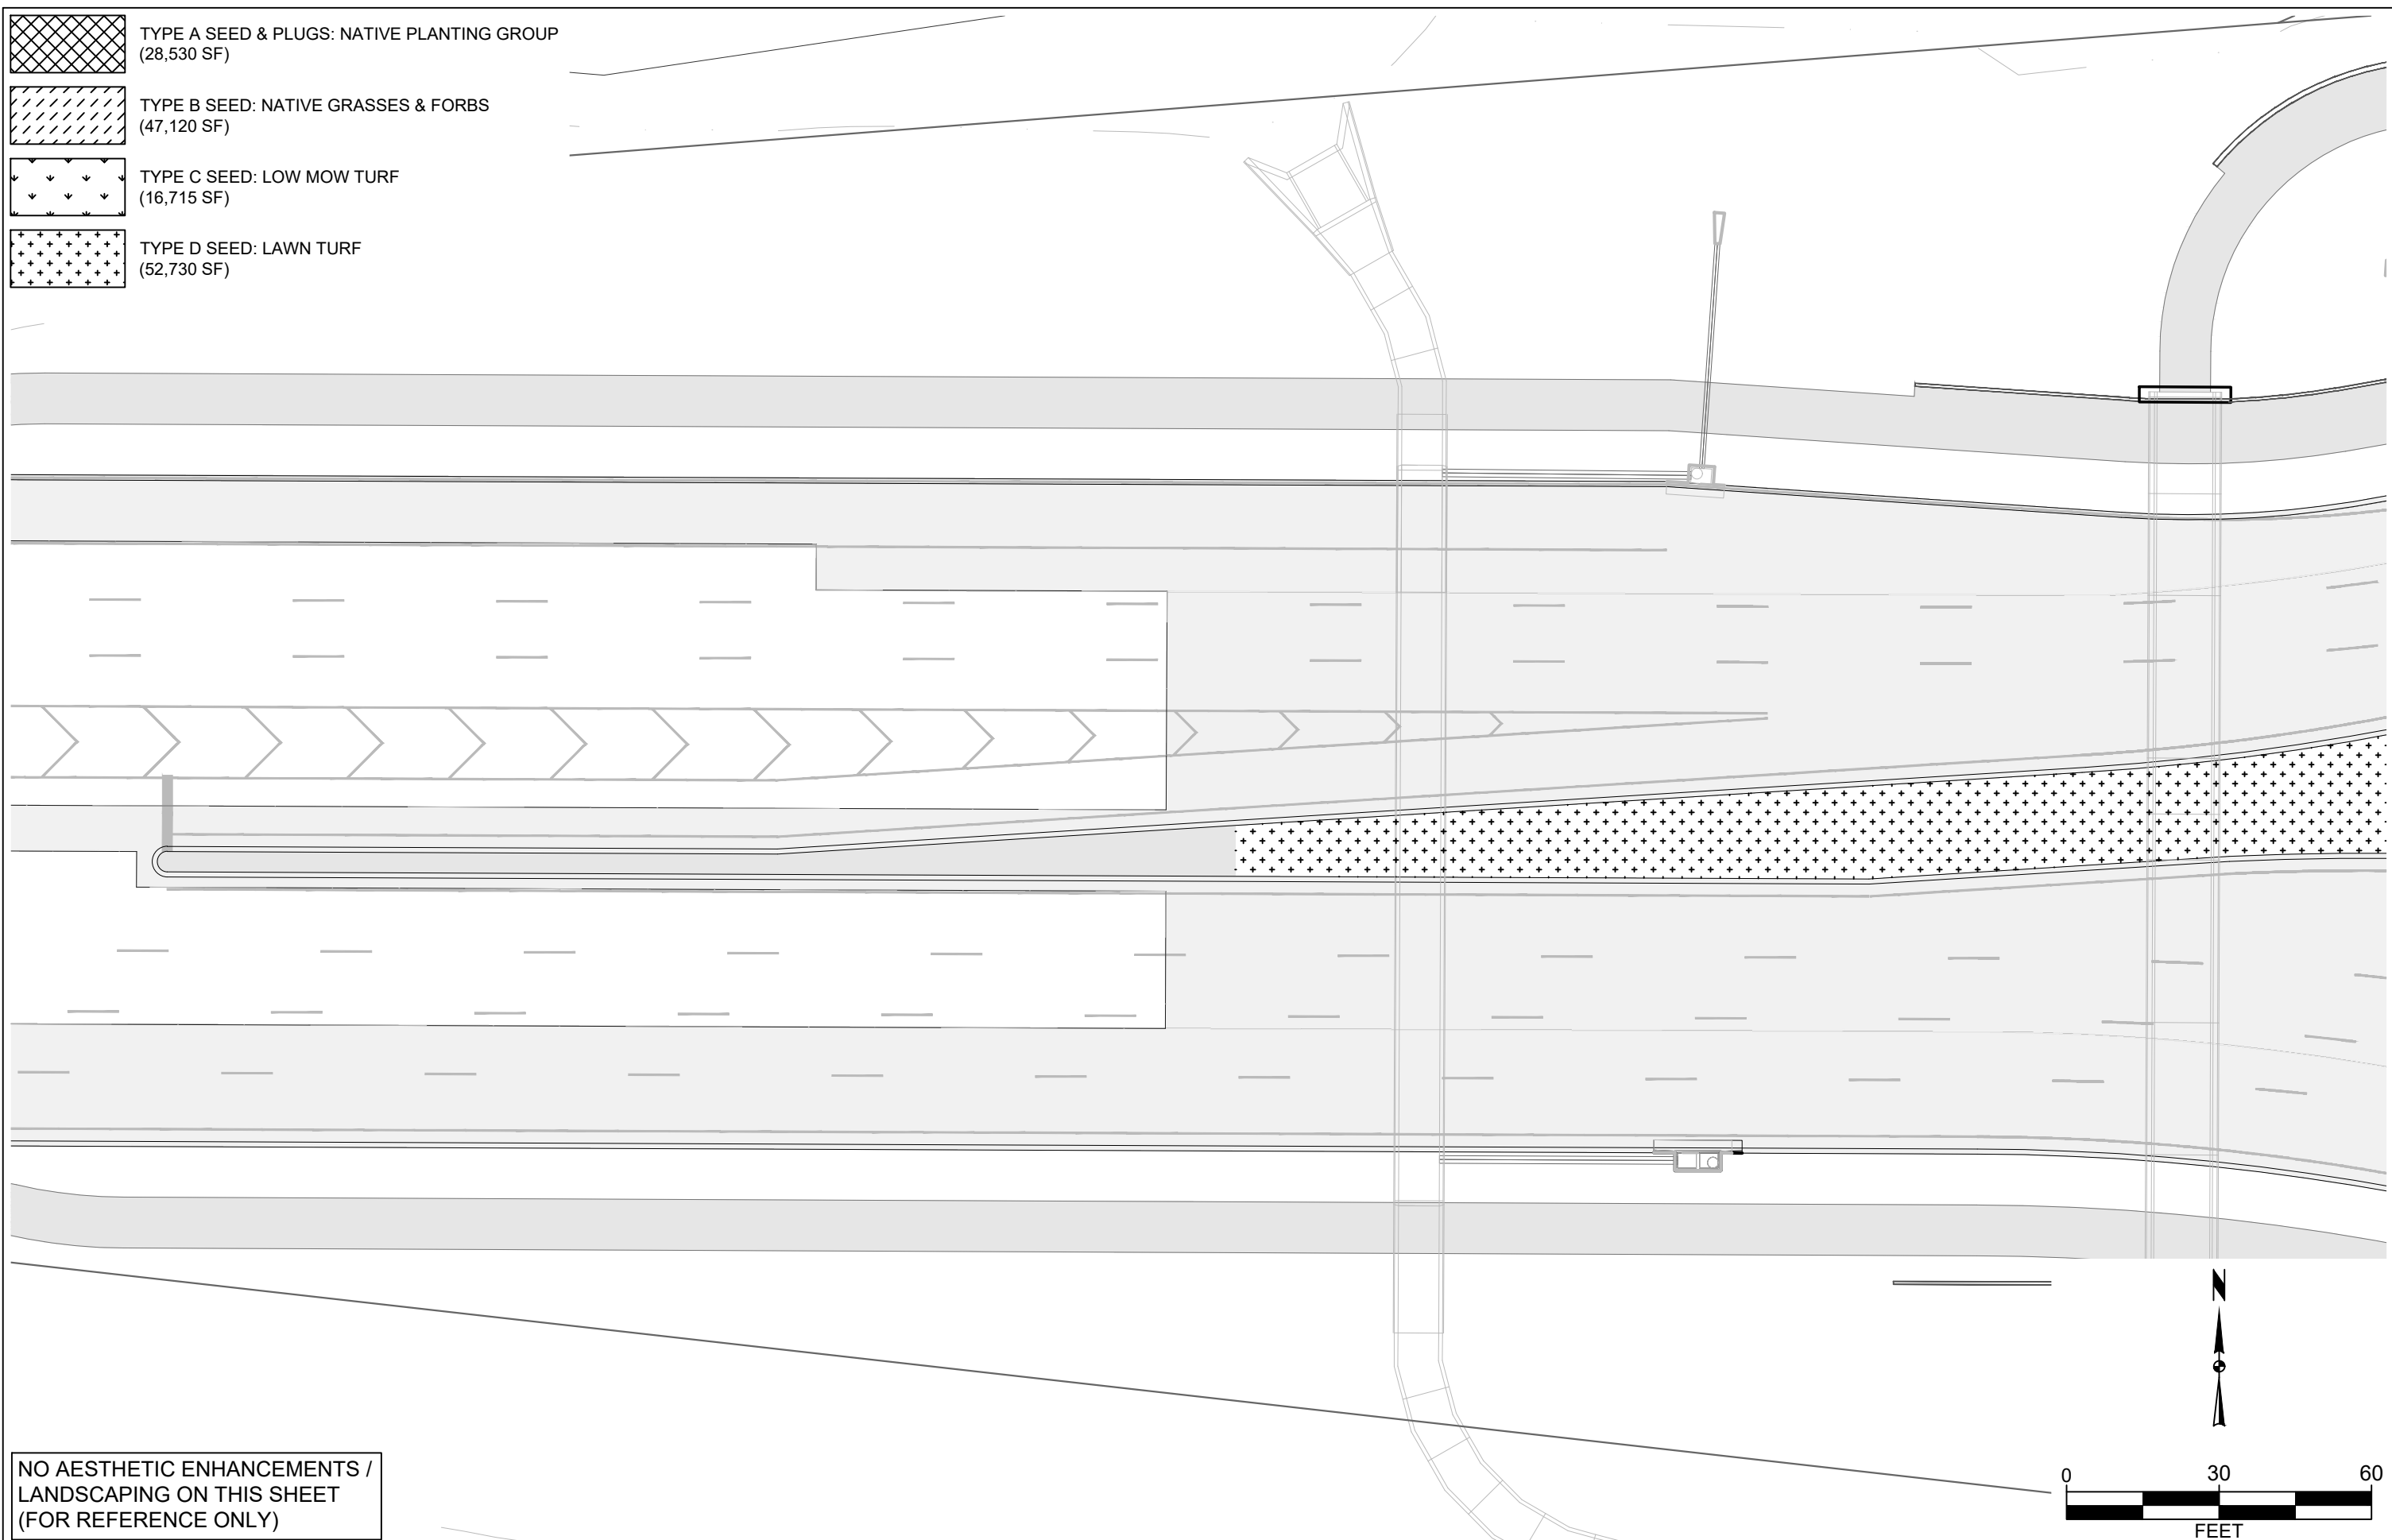 TYPE A SEED & PLUGS: NATIVE PLANTING GROUP
(28,530 SF)
TYPE B SEED: NATIVE GRASSES & FORBS
(47,120 SF)
TYPE C SEED: LOW MOW TURF
(16,715 SF)
TYPE D SEED: LAWN TURF
(52,730 SF)
N
NO AESTHETIC ENHANCEMENTS /
LANDSCAPING ON THIS SHEET
(FOR REFERENCE ONLY)
0 30 60
FEET